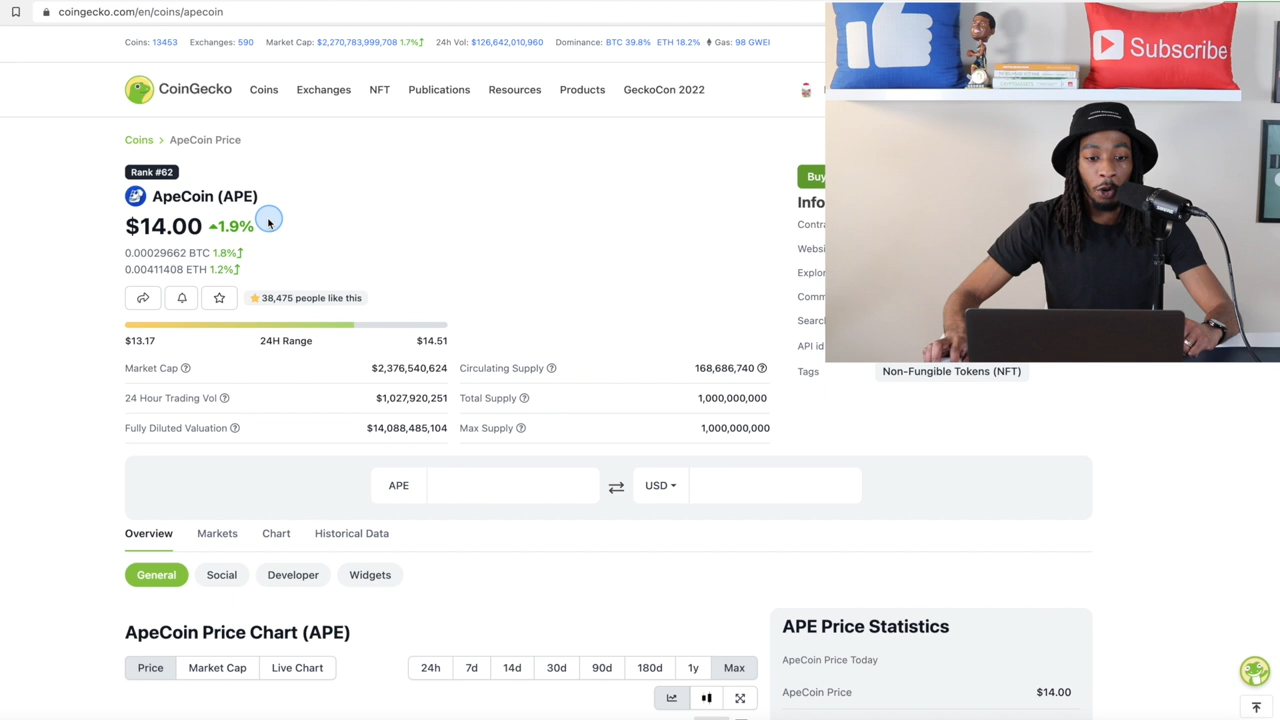 coingecko.com/en/coins/apecoin
Coins: 13453 Exchanges: 590 Market Cap: $2,270,783,999,708 1.7% 24h Vol: $126,642,010,960 Dominance: BTC 39.8% ETH 18.2% Gas: 98 GWEI
CoinGecko Coins Exchanges NFT Publications Resources Products GeckoCon 2022
Subscribe
Coins > ApeCoin Price
Rank #62
ApeCoin (APE)
$14.00 1.9%
0.00029662 BTC 1.8%
0.00411408 ETH 1.2%
38,475 people like this
$13.17 24H Range $14.51
Market Cap $2,376,540,624
24 Hour Trading Vol $1,027,920,251
Fully Diluted Valuation $14,088,485,104
Circulating Supply 168,686,740
Total Supply 1,000,000,000
Max Supply 1,000,000,000
Buy
Info
Contra
Websi
Explor
Comm
Searc
API id
Tags Non-Fungible Tokens (NFT)
APE USD
Overview Markets Chart Historical Data
General Social Developer Widgets
ApeCoin Price Chart (APE)
Price Market Cap Live Chart 24h 7d 14d 30d 90d 180d 1y Max
APE Price Statistics
ApeCoin Price Today
ApeCoin Price $14.00